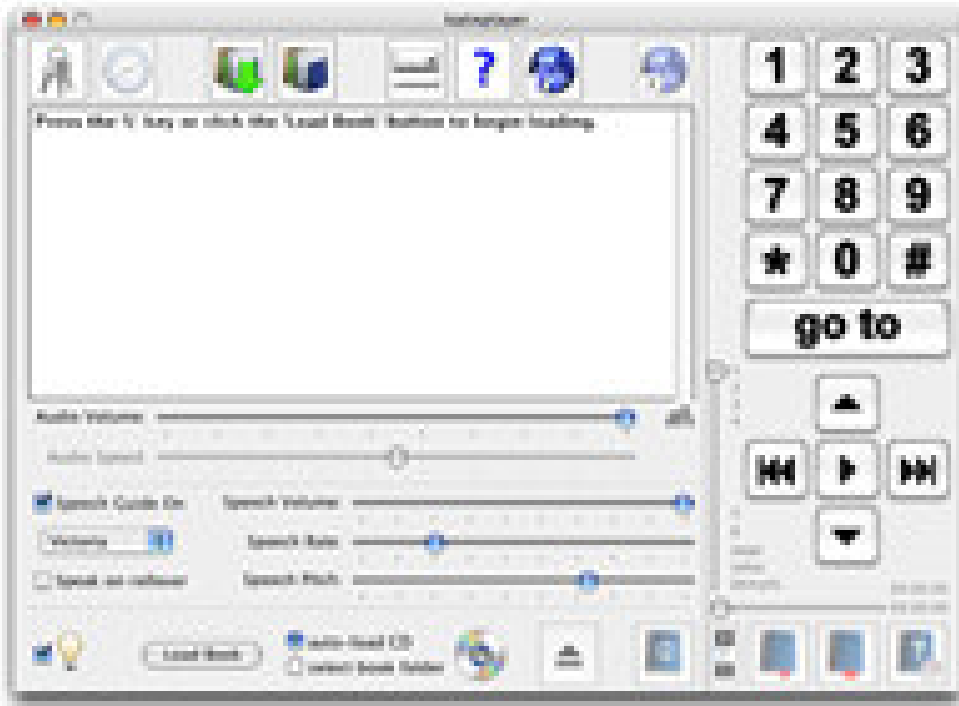 ?
1 2 3
4 5 6
7 8 9
* 0 #
go to
Press the 'L' key or click the 'Load Book' button to begin loading.
Audio Volume
Audio Speed
Speech Guide On
Speech Volume
Victoria
Speech Rate
Speak on rollover
Speech Pitch
Load Book
auto-load CD
select book folder